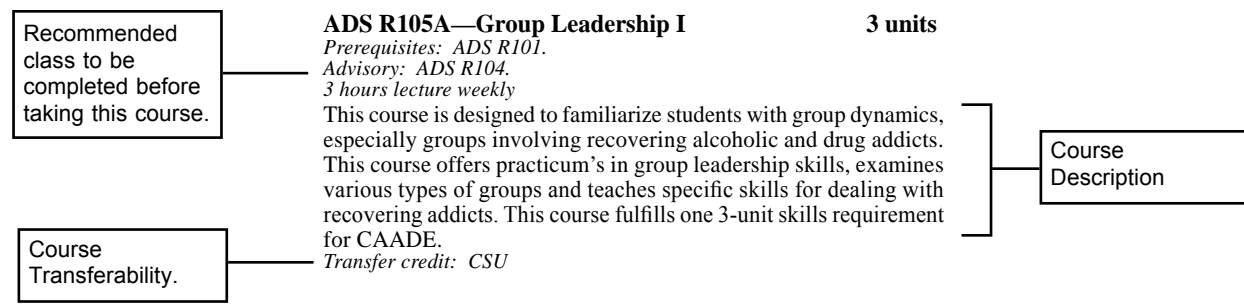 Recommended
class to be
completed before
taking this course.
ADS R105A—Group Leadership I 3 units
Prerequisites: ADS R101.
Advisory: ADS R104.
3 hours lecture weekly
This course is designed to familiarize students with group dynamics,
especially groups involving recovering alcoholic and drug addicts.
This course offers practicum's in group leadership skills, examines
various types of groups and teaches specific skills for dealing with
recovering addicts. This course fulfills one 3-unit skills requirement
for CAADE.
Transfer credit: CSU
Course
Description
Course
Transferability.